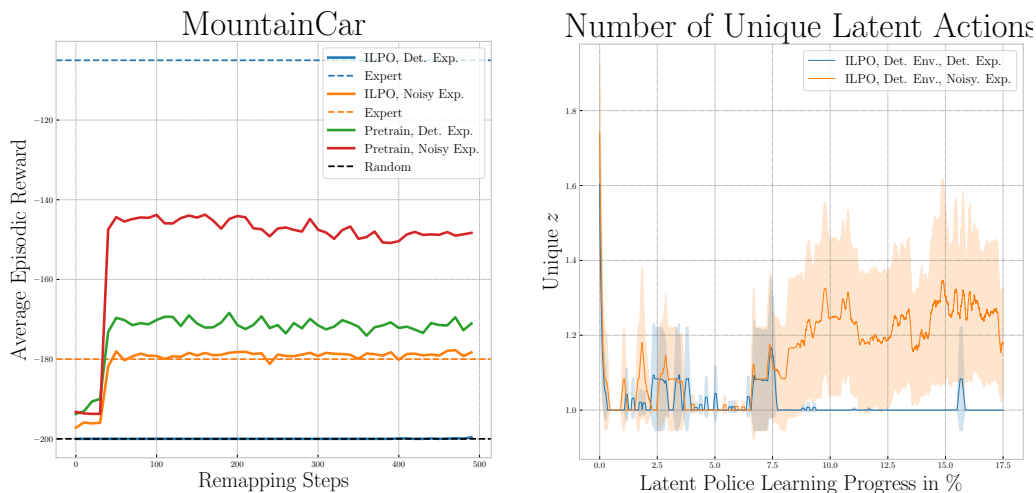 MountainCar
Average Episodic Reward
−120
−140
−160
−180
−200
0
100
200
300
400
500
Remapping Steps
ILPO, Det. Exp.
Expert
ILPO, Noisy Exp.
Expert
Pretrain, Det. Exp.
Pretrain, Noisy Exp.
Random
Number of Unique Latent Actions
Unique z
1.8
1.6
1.4
1.2
1.0
0.0
2.5
5.0
7.5
10.0
12.5
15.0
17.5
Latent Police Learning Progress in %
ILPO, Det. Env., Det. Exp.
ILPO, Det. Env., Noisy. Exp.